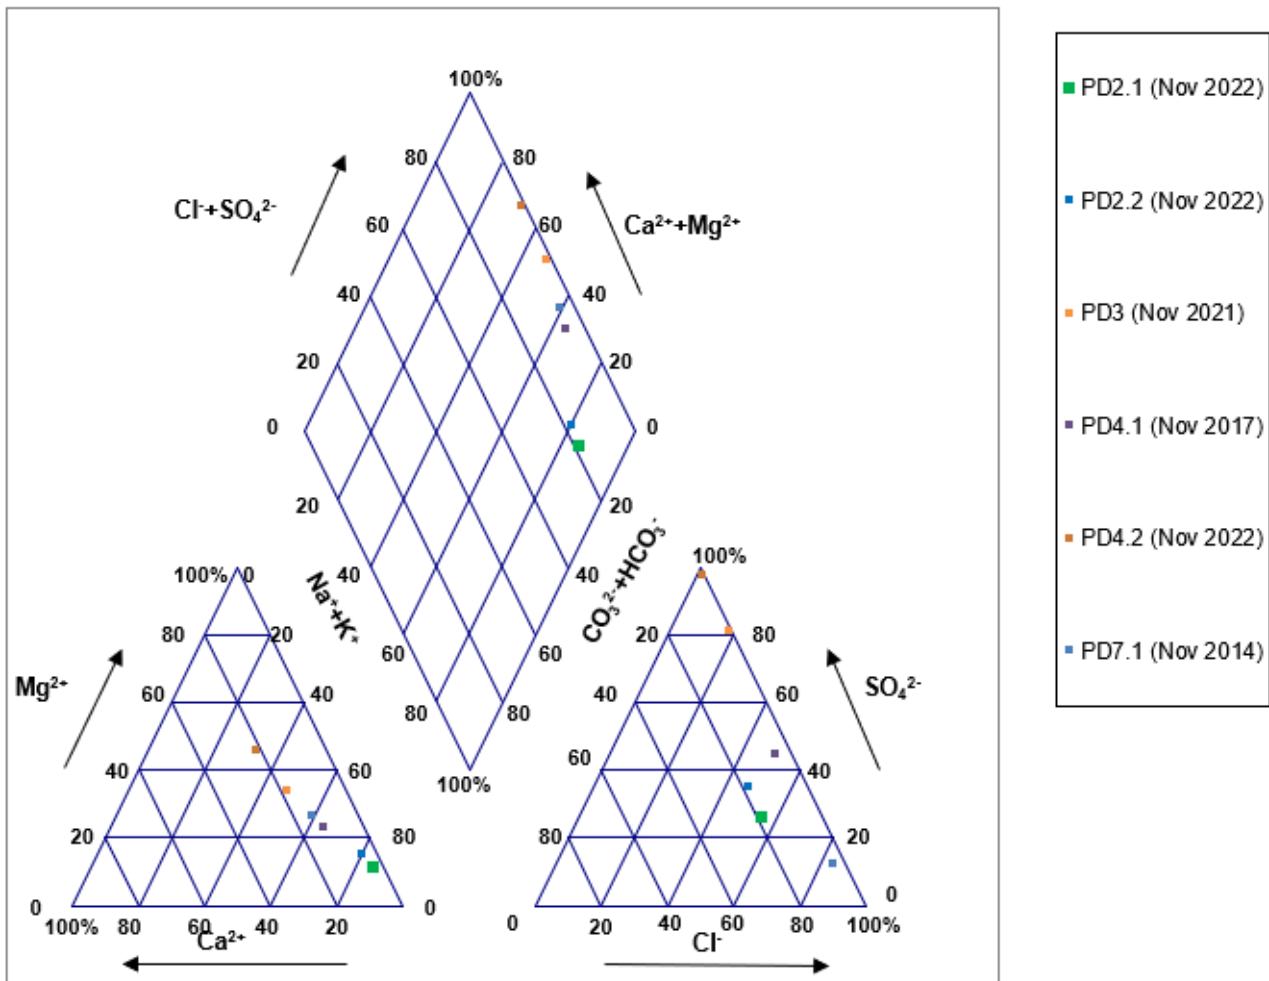 100%
80 80
Cl⁻+SO₄²⁻
60 60
Ca²⁺+Mg²⁺
40 40
20 20
0 0
20 20
40 40
Na⁺+K⁺
CO₃²⁻+HCO₃⁻
60 60
80 80
100%
100% 0
80 20
Mg²⁺
60 40
40 60
20 80
0 0
100% 80 60 40 20
Ca²⁺
100%
20 80
SO₄²⁻
40 60
60 40
80 20
0
0 20 40 60 80 100%
Cl⁻
PD2.1 (Nov 2022)
PD2.2 (Nov 2022)
PD3 (Nov 2021)
PD4.1 (Nov 2017)
PD4.2 (Nov 2022)
PD7.1 (Nov 2014)